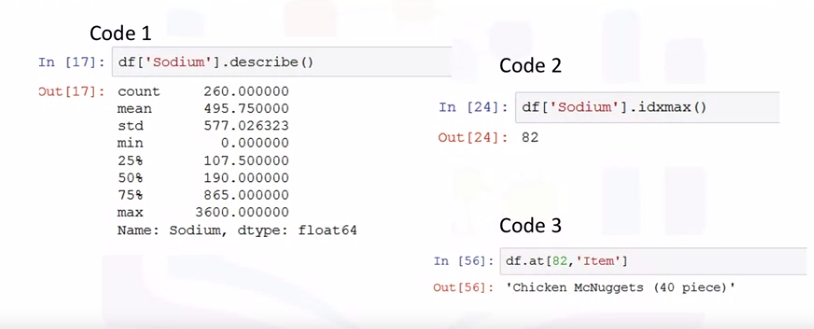 Code 1
In [17]: df['Sodium'].describe()
Out[17]: count 260.000000
mean 495.750000
std 577.026323
min 0.000000
25% 107.500000
50% 190.000000
75% 865.000000
max 3600.000000
Name: Sodium, dtype: float64
Code 2
In [24]: df['Sodium'].idxmax()
Out[24]: 82
Code 3
In [56]: df.at[82,'Item']
Out[56]: 'Chicken McNuggets (40 piece)'